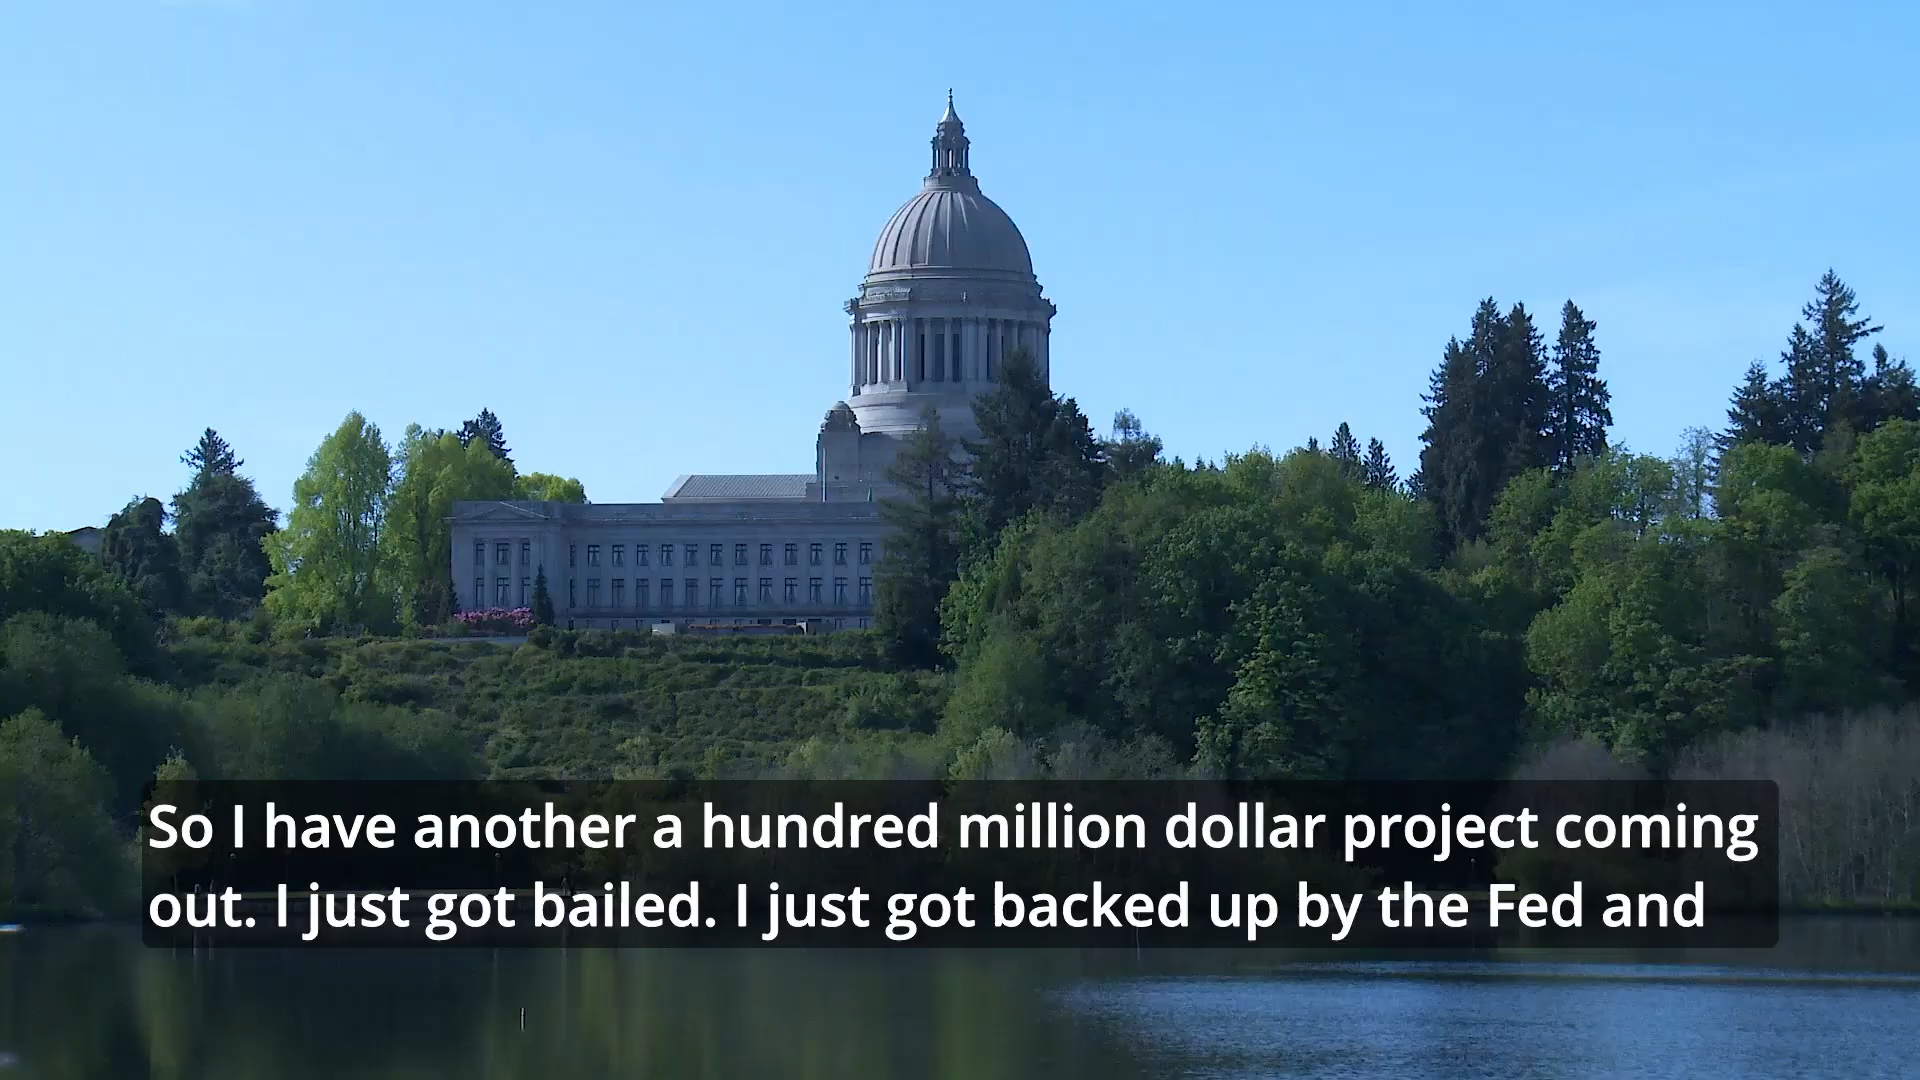 So I have another a hundred million dollar project coming
out. I just got bailed. I just got backed up by the Fed and